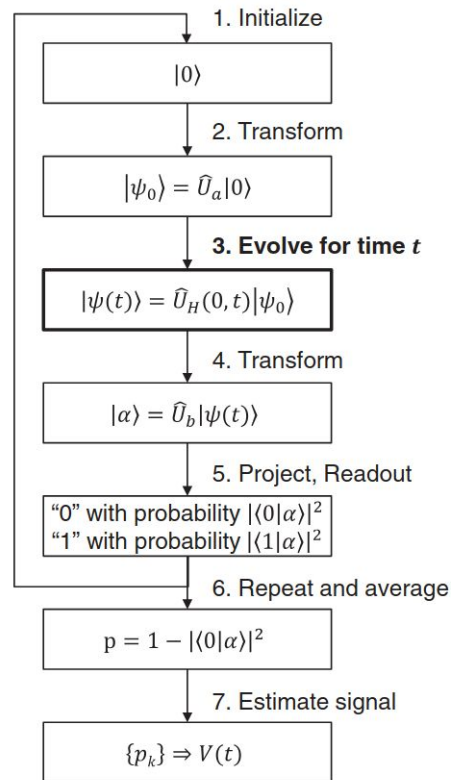 1. Initialize
|0⟩
2. Transform
|ψ₀⟩ = Û_a|0⟩
3. Evolve for time t
|ψ(t)⟩ = Û_H(0, t)|ψ₀⟩
4. Transform
|α⟩ = Û_b|ψ(t)⟩
5. Project, Readout
“0” with probability |⟨0|α⟩|²
“1” with probability |⟨1|α⟩|²
6. Repeat and average
p = 1 − |⟨0|α⟩|²
7. Estimate signal
{p_k} ⇒ V(t)